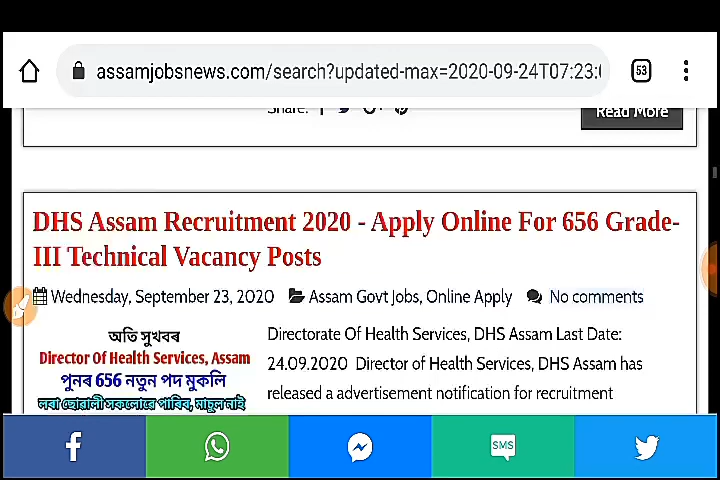 assamjobsnews.com/search?updated-max=2020-09-24T07:23:
53
Share:
Read More
DHS Assam Recruitment 2020 - Apply Online For 656 Grade-
III Technical Vacancy Posts
Wednesday, September 23, 2020 Assam Govt Jobs, Online Apply No comments
অতি সুখবৰ
Director Of Health Services, Assam
পুনৰ 656 নতুন পদ মুকলি
লৰা ছোৱালী সকলোৱে পাৰিব, মাচুল নাই
Directorate Of Health Services, DHS Assam Last Date:
24.09.2020 Director of Health Services, DHS Assam has
released a advertisement notification for recruitment
SMS